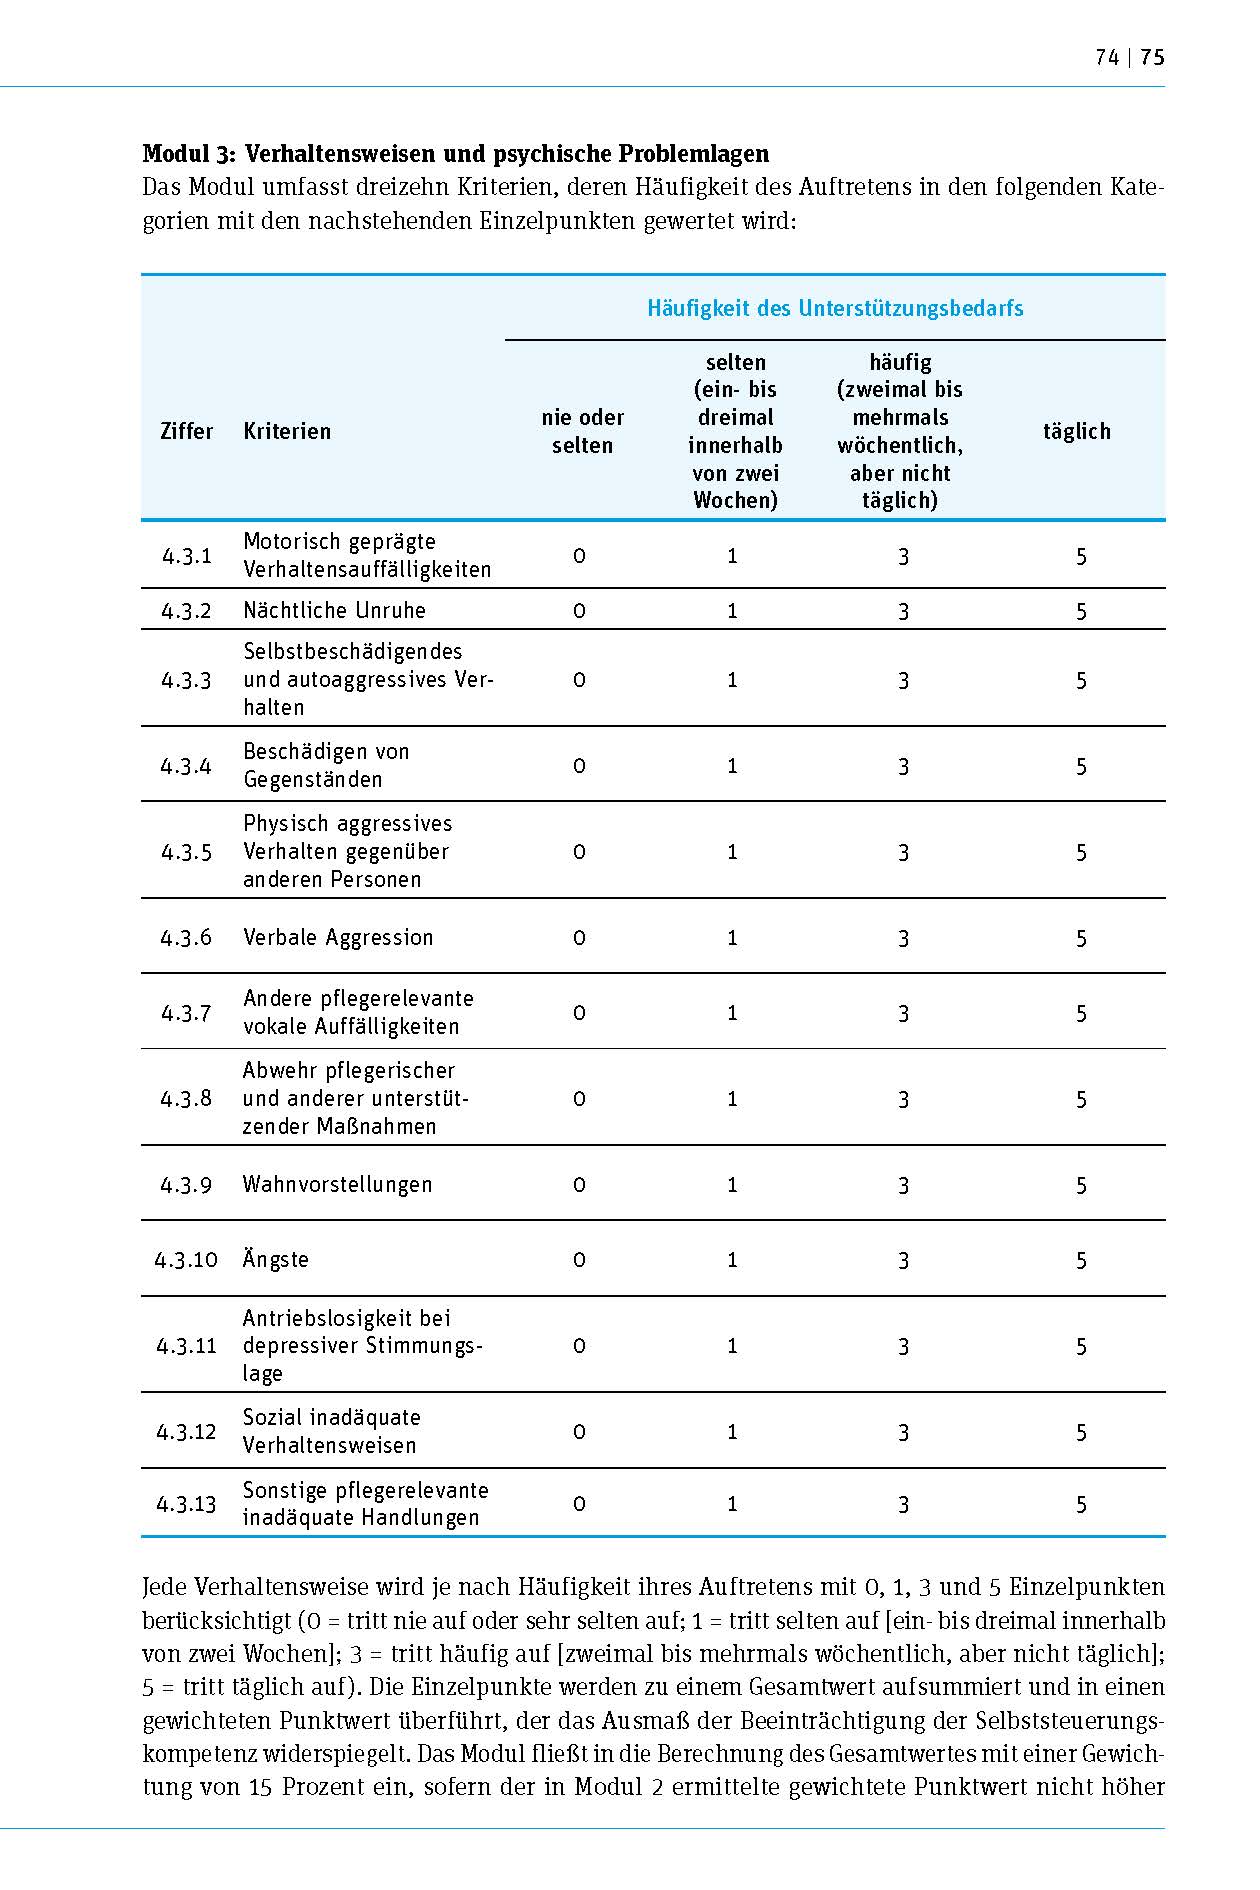 74 | 75
Modul 3: Verhaltensweisen und psychische Problemlagen
Das Modul umfasst dreizehn Kriterien, deren Häufigkeit des Auftretens in den folgenden Kate-
gorien mit den nachstehenden Einzelpunkten gewertet wird:
Häufigkeit des Unterstützungsbedarfs
Ziffer Kriterien
nie oder
selten
selten
(ein- bis
dreimal
innerhalb
von zwei
Wochen)
häufig
(zweimal bis
mehrmals
wöchentlich,
aber nicht
täglich)
täglich
4.3.1 Motorisch geprägte
Verhaltensauffälligkeiten 0 1 3 5
4.3.2 Nächtliche Unruhe 0 1 3 5
Selbstbeschädigendes
4.3.3 und autoaggressives Ver- 0 1 3 5
halten
4.3.4 Beschädigen von
Gegenständen 0 1 3 5
Physisch aggressives
4.3.5 Verhalten gegenüber 0 1 3 5
anderen Personen
4.3.6 Verbale Aggression 0 1 3 5
4.3.7 Andere pflegerelevante
vokale Auffälligkeiten 0 1 3 5
Abwehr pflegerischer
4.3.8 und anderer unterstüt- 0 1 3 5
zender Maßnahmen
4.3.9 Wahnvorstellungen 0 1 3 5
4.3.10 Ängste 0 1 3 5
Antriebslosigkeit bei
4.3.11 depressiver Stimmungs- 0 1 3 5
lage
4.3.12 Sozial inadäquate
Verhaltensweisen 0 1 3 5
4.3.13 Sonstige pflegerelevante
inadäquate Handlungen 0 1 3 5
Jede Verhaltensweise wird je nach Häufigkeit ihres Auftretens mit 0, 1, 3 und 5 Einzelpunkten
berücksichtigt (0 = tritt nie auf oder sehr selten auf; 1 = tritt selten auf [ein- bis dreimal innerhalb
von zwei Wochen]; 3 = tritt häufig auf [zweimal bis mehrmals wöchentlich, aber nicht täglich];
5 = tritt täglich auf). Die Einzelpunkte werden zu einem Gesamtwert aufsummiert und in einen
gewichteten Punktwert überführt, der das Ausmaß der Beeinträchtigung der Selbststeuerungs-
kompetenz widerspiegelt. Das Modul fließt in die Berechnung des Gesamtwertes mit einer Gewich-
tung von 15 Prozent ein, sofern der in Modul 2 ermittelte gewichtete Punktwert nicht höher